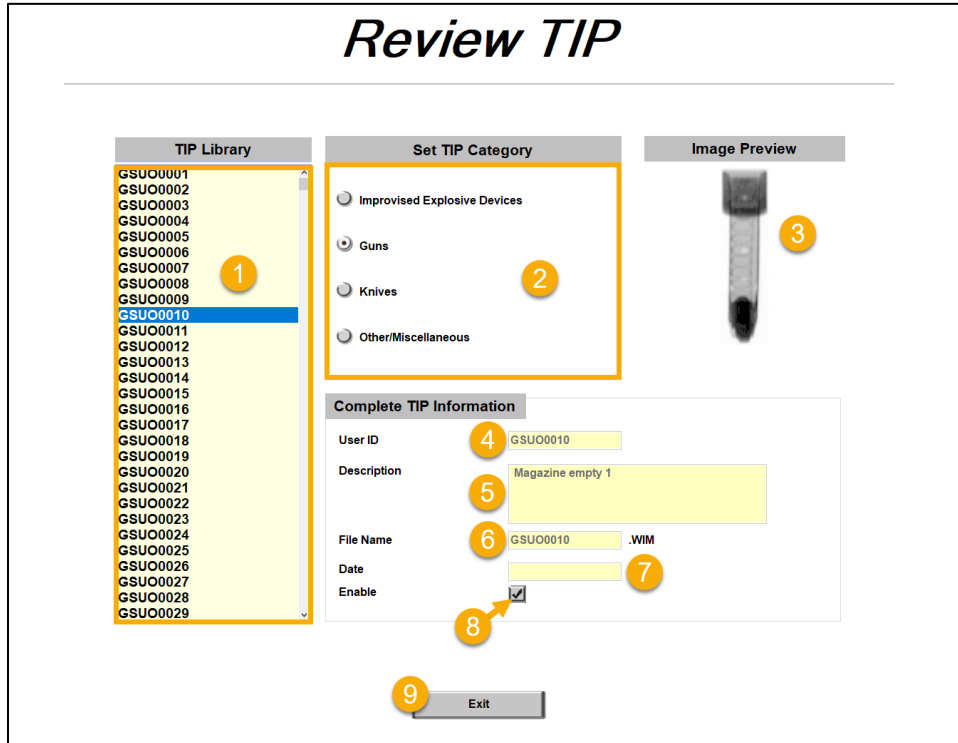 Review TIP
TIP Library
GSUO0001
GSUO0002
GSUO0003
GSUO0004
GSUO0005
GSUO0006
GSUO0007
GSUO0008
GSUO0009
GSUO0010
GSUO0011
GSUO0012
GSUO0013
GSUO0014
GSUO0015
GSUO0016
GSUO0017
GSUO0018
GSUO0019
GSUO0020
GSUO0021
GSUO0022
GSUO0023
GSUO0024
GSUO0025
GSUO0026
GSUO0027
GSUO0028
GSUO0029
1
Set TIP Category
Improvised Explosive Devices
Guns
Knives
Other/Miscellaneous
2
Image Preview
3
Complete TIP Information
User ID 4 GSUO0010
Description 5 Magazine empty 1
File Name 6 GSUO0010 .WIM
Date 7
Enable
8
9 Exit